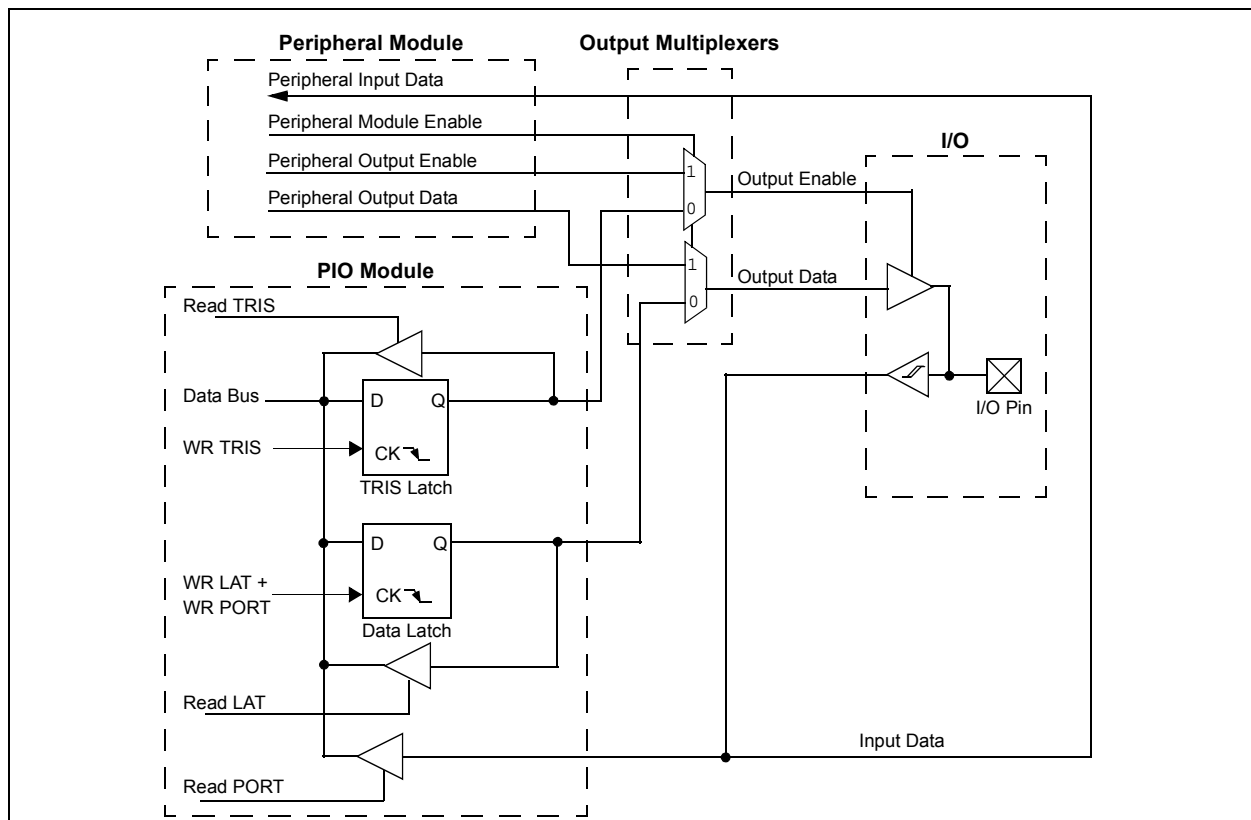 Peripheral Module
Output Multiplexers
Peripheral Input Data
Peripheral Module Enable
Peripheral Output Enable
Peripheral Output Data
1
0
1
0
Output Enable
Output Data
I/O
I/O Pin
PIO Module
Read TRIS
Data Bus
WR TRIS
D
Q
CK
TRIS Latch
D
Q
CK
Data Latch
WR LAT +
WR PORT
Read LAT
Read PORT
Input Data